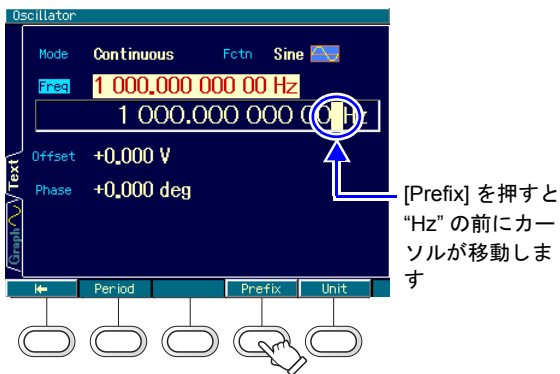 Oscillator
Mode Continuous Fctn Sine
Freq 1 000.000 000 00 Hz
1 000.000 000 00 Hz
Offset +0.000 V
Phase +0.000 deg
Text
Graph
[Prefix] を押すと
“Hz” の前にカー
ソルが移動しま
す
Period Prefix Unit